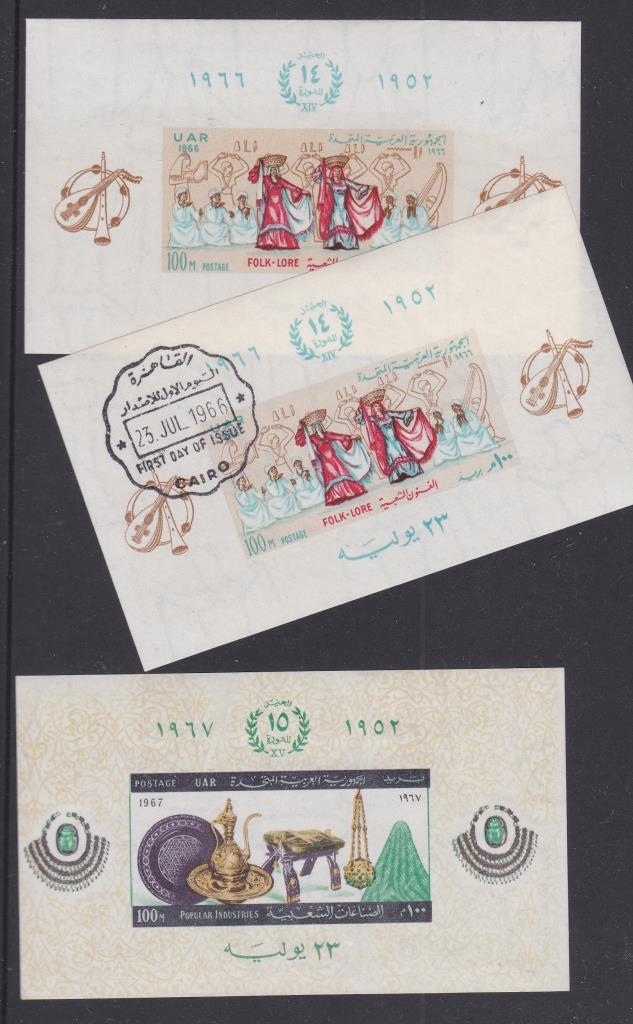 العيد
١٩٦٦ ١٤ ١٩٥٢
للثورة
XIV
UAR الجمهورية العربية المتحدة
1966 ١٩٦٦
100M POSTAGE FOLK-LORE الشعبية
العيد
٩٦٦ ١٤ ١٩٥٢
للثورة
XIV
القاهرة
اليوم الأول للإصدار
23. JUL 1966
FIRST DAY OF ISSUE
CAIRO
الجمهورية العربية المتحدة
١٩٦٦
100M POSTAGE FOLK-LORE الفنون الشعبية بريد ١٠٠م
٢٣ يوليه
العيد
١٩٦٧ ١٥ ١٩٥٢
للثورة
XV
POSTAGE UAR الجمهورية العربية المتحدة بريد
1967 ١٩٦٧
100M POPULAR INDUSTRIES الصناعات الشعبية ١٠٠م
٢٣ يوليه